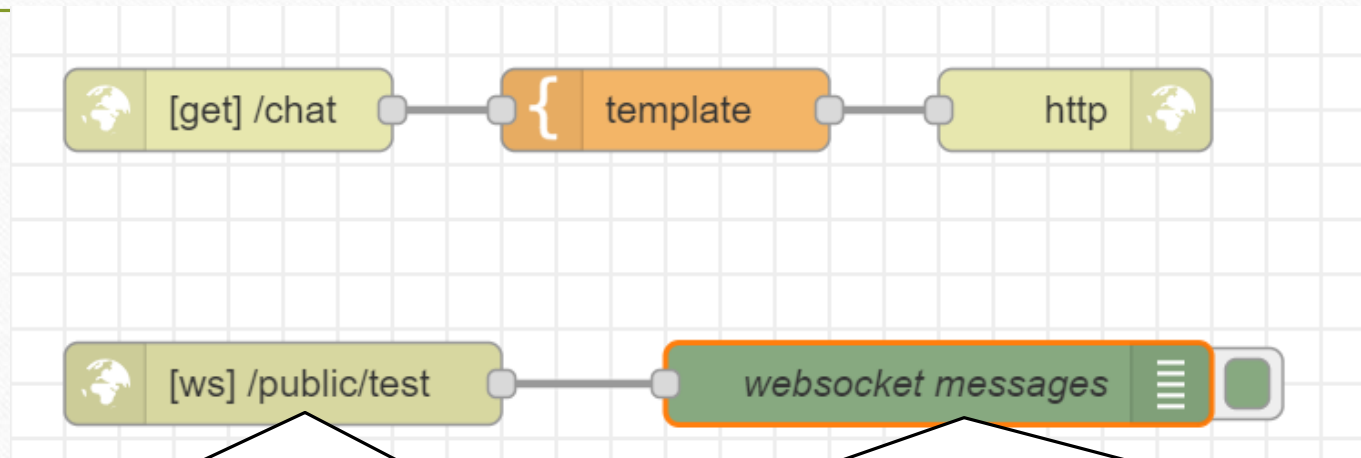 [get] /chat
template
http
[ws] /public/test
websocket messages